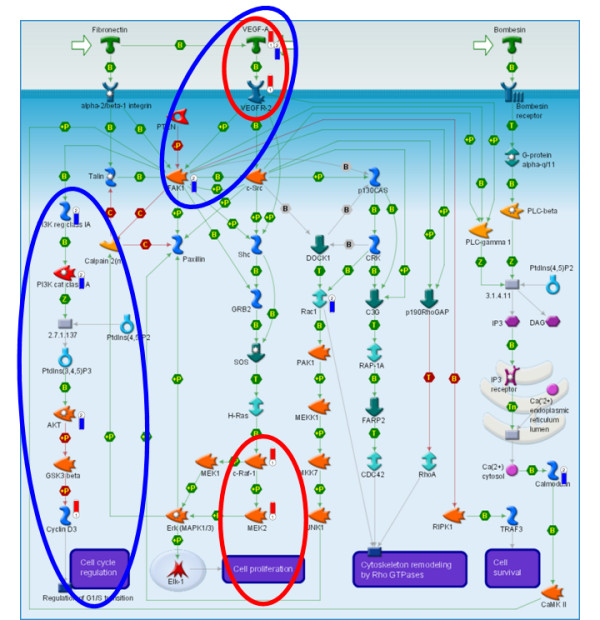 Fibronectin
VEGF-A
Bombesin
alpha-2/beta-1 integrin
VEGFR-2
Bombesin
receptor
PTEN
G-protein
alpha-q/11
Talin
FAK1
c-Src
p130CAS
PI3K reg class IA
PLC-beta
PLC-gamma 1
Calpain 2(m)
Paxillin
Shc
DOCK1
CRK
PtdIns(4,5)P2
PI3K cat class IA
3.1.4.11
GRB2
Rac1
C3G
p190RhoGAP
IP3
DAG
2.7.1.137
PtdIns(4,5)P2
SOS
PAK1
RAP-1A
PtdIns(3,4,5)P3
IP3
receptor
Ca('2+)
endoplasmic
reticulum
lumen
AKT
H-Ras
MEKK1
FARP2
GSK3 beta
MEK1
c-Raf-1
MKK7
CDC42
RhoA
Ca(2+)
cytosol
Calmodulin
Cyclin D3
Erk (MAPK1/3)
MEK2
JNK1
RIPK1
TRAF3
Cell cycle
regulation
Elk-1
Cell proliferation
Cytoskeleton remodeling
by Rho GTPases
Cell
survival
Regulation of G1/S transition
CaMK II